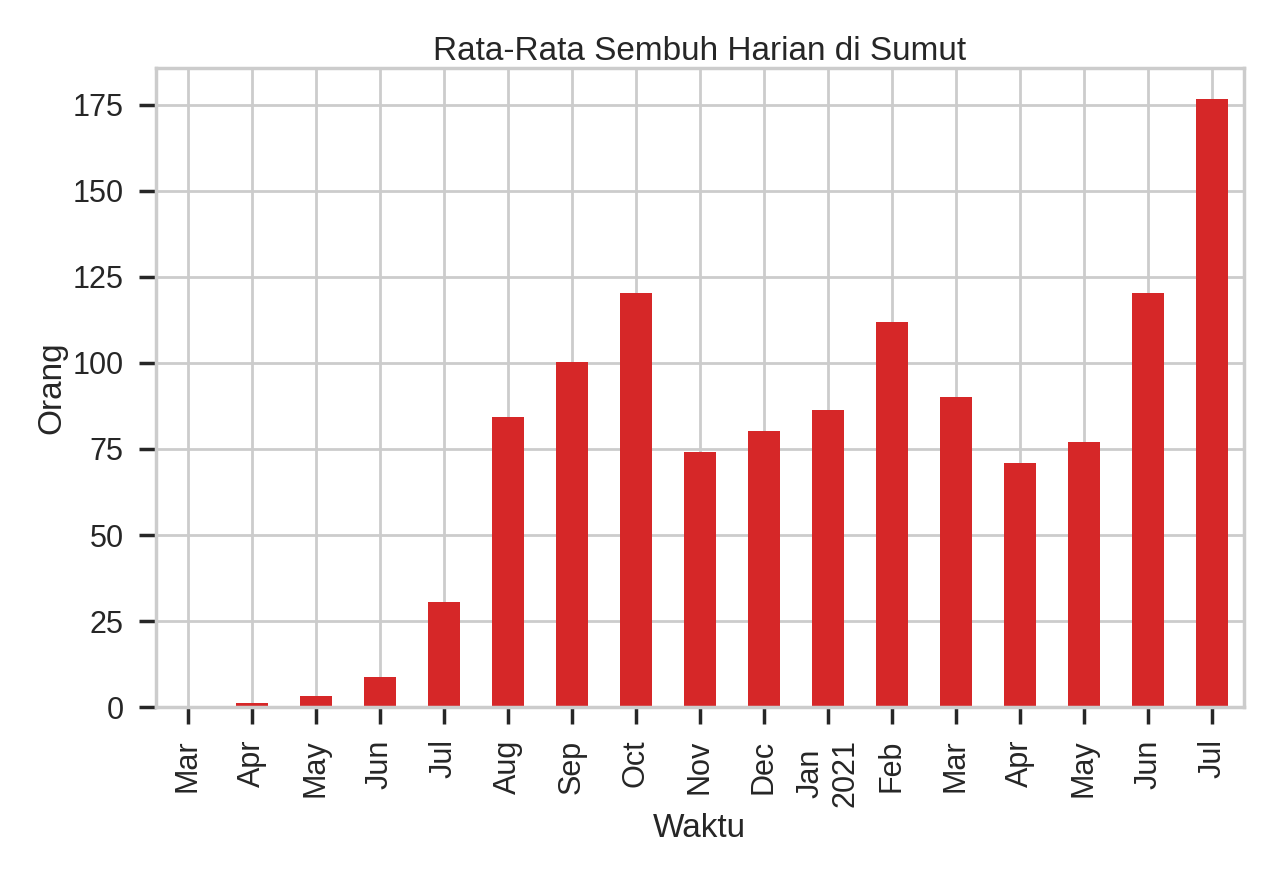 Rata-Rata Sembuh Harian di Sumut
175
150
125
100
75
50
25
0
Orang
Mar
Apr
May
Jun
Jul
Aug
Sep
Oct
Nov
Dec
Jan
2021
Feb
Mar
Apr
May
Jun
Jul
Waktu